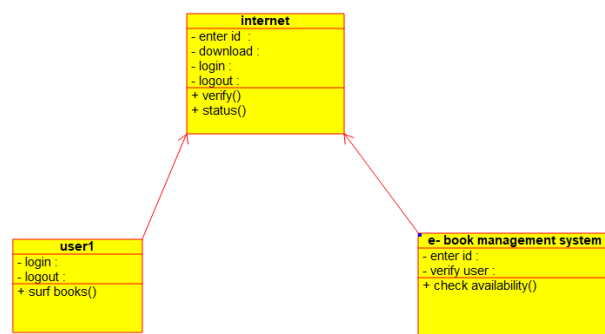 internet
- enter id :
- download :
- login :
- logout :
+ verify()
+ status()
user1
- login :
- logout :
+ surf books()
e- book management system
- enter id :
- verify user :
+ check availability()